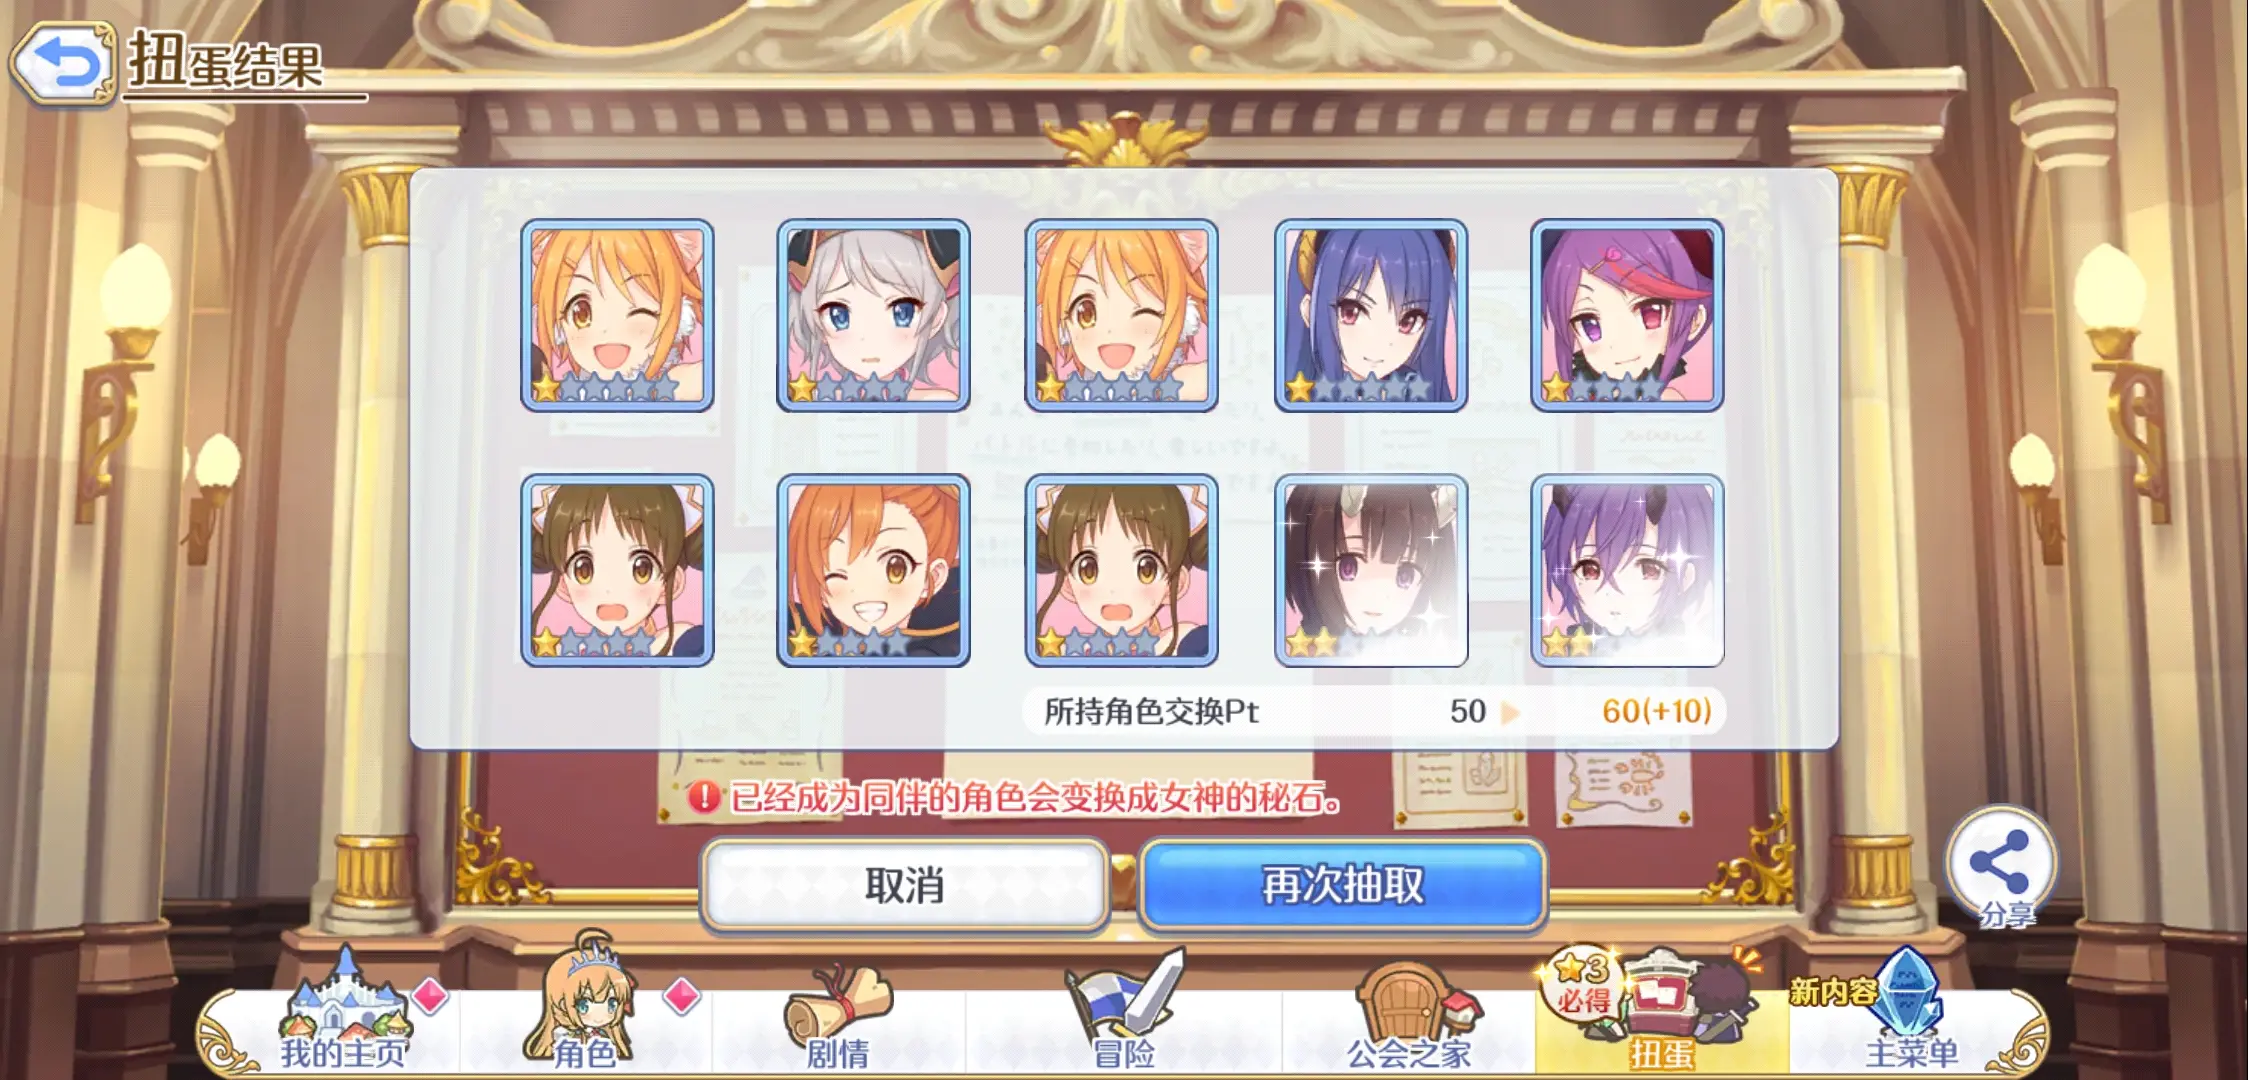 扭蛋结果
所持角色交换Pt 50 60(+10)
已经成为同伴的角色会变换成女神的秘石。
取消
再次抽取
分享
3
必得
新内容
我的主页
角色
剧情
冒险
公会之家
扭蛋
主菜单